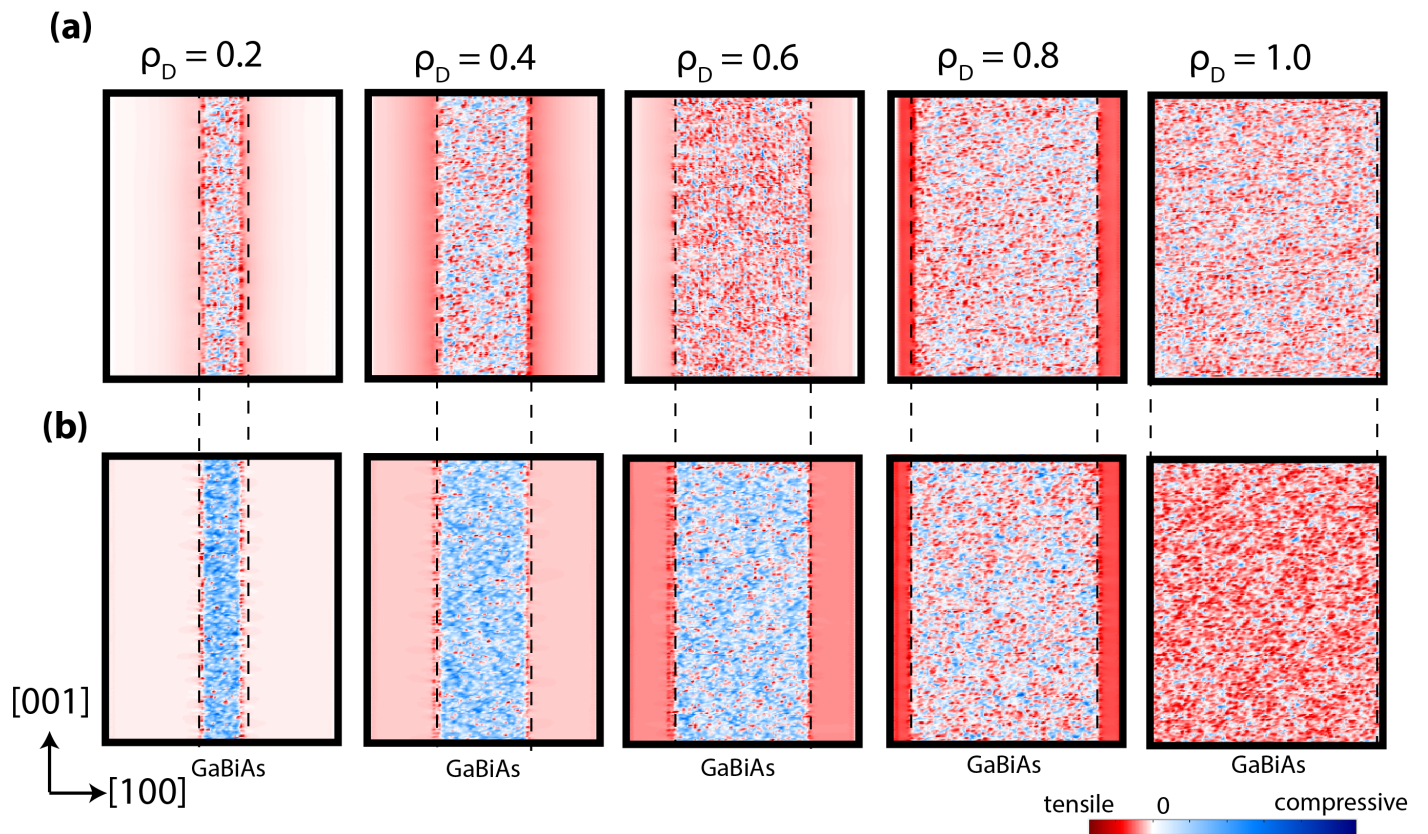 (a)
ρD = 0.2 ρD = 0.4 ρD = 0.6 ρD = 0.8 ρD = 1.0
(b)
[001]
[100]
GaBiAs GaBiAs GaBiAs GaBiAs GaBiAs
tensile 0 compressive